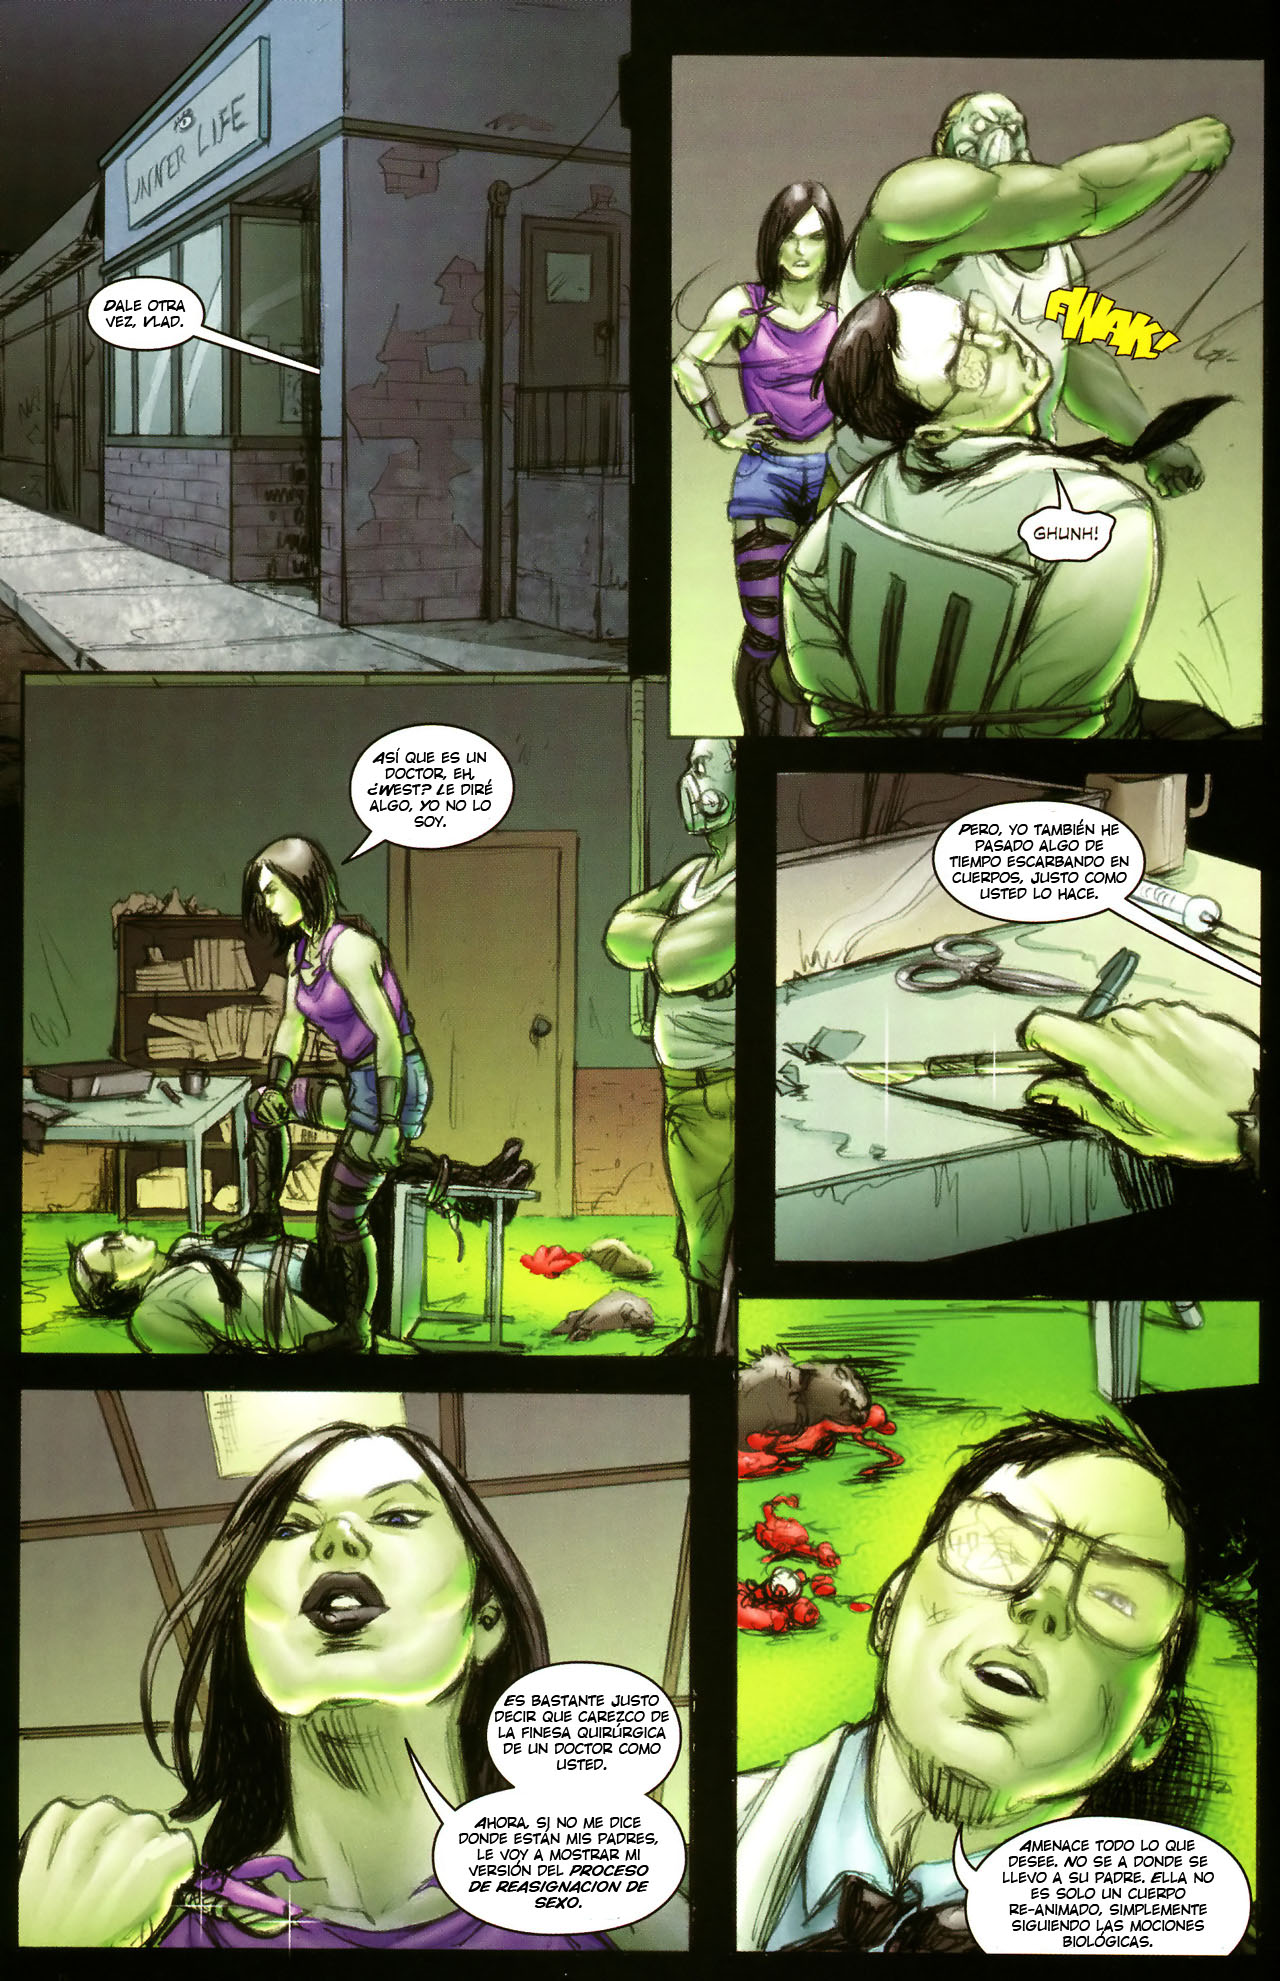 INNER LIFE
DALE OTRA
VEZ, VLAD.
FWAK!
GHUNH!
ASÍ QUE ES UN
DOCTOR, EH,
¿WEST? LE DIRÉ
ALGO, YO NO LO
SOY.
PERO, YO TAMBIÉN HE
PASADO ALGO DE
TIEMPO ESCARBANDO EN
CUERPOS, JUSTO COMO
USTED LO HACE.
ES BASTANTE JUSTO
DECIR QUE CAREZCO DE
LA FINESA QUIRÚRGICA
DE UN DOCTOR COMO
USTED.
AHORA, SI NO ME DICE
DONDE ESTÁN MIS PADRES,
LE VOY A MOSTRAR MI
VERSIÓN DEL PROCESO
DE REASIGNACION DE
SEXO.
AMENACE TODO LO QUE
DESEE. NO SE A DONDE SE
LLEVO A SU PADRE. ELLA NO
ES SOLO UN CUERPO
RE-ANIMADO, SIMPLEMENTE
SIGUIENDO LAS MOCIONES
BIOLÓGICAS.